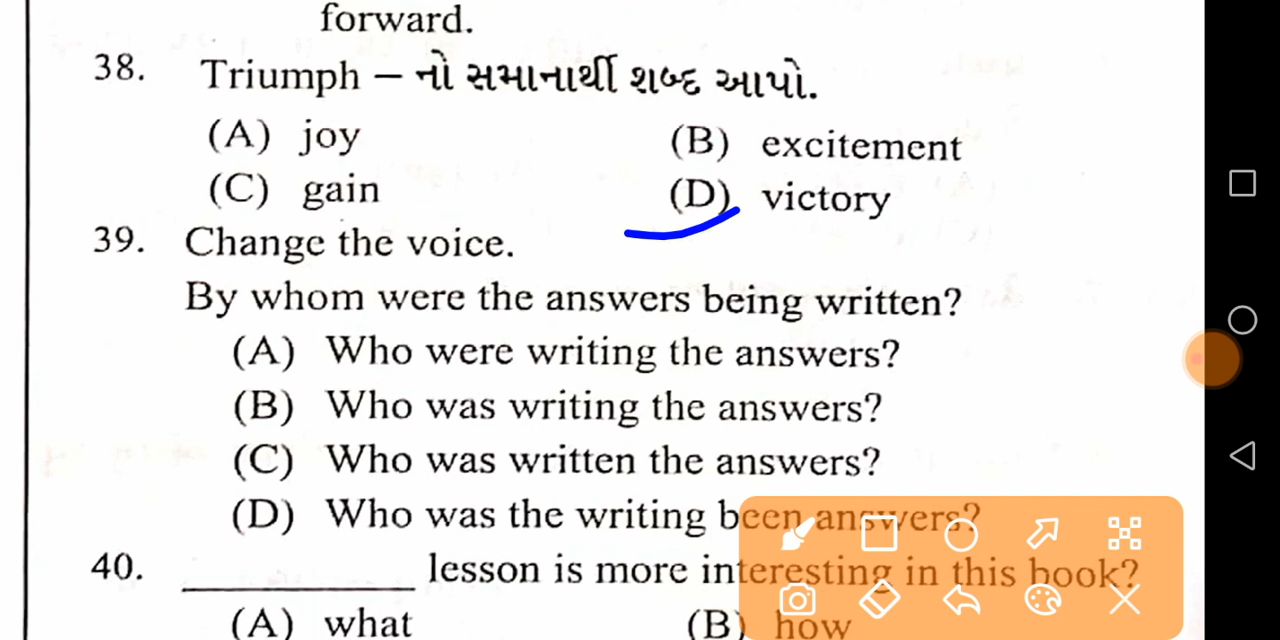 forward.
38. Triumph – નો સમાનાર્થી શબ્દ આપો.
(A) joy (B) excitement
(C) gain (D) victory
39. Change the voice.
By whom were the answers being written?
(A) Who were writing the answers?
(B) Who was writing the answers?
(C) Who was written the answers?
(D) Who was the writing been answers?
40. ________ lesson is more interesting in this book?
(A) what (B) how